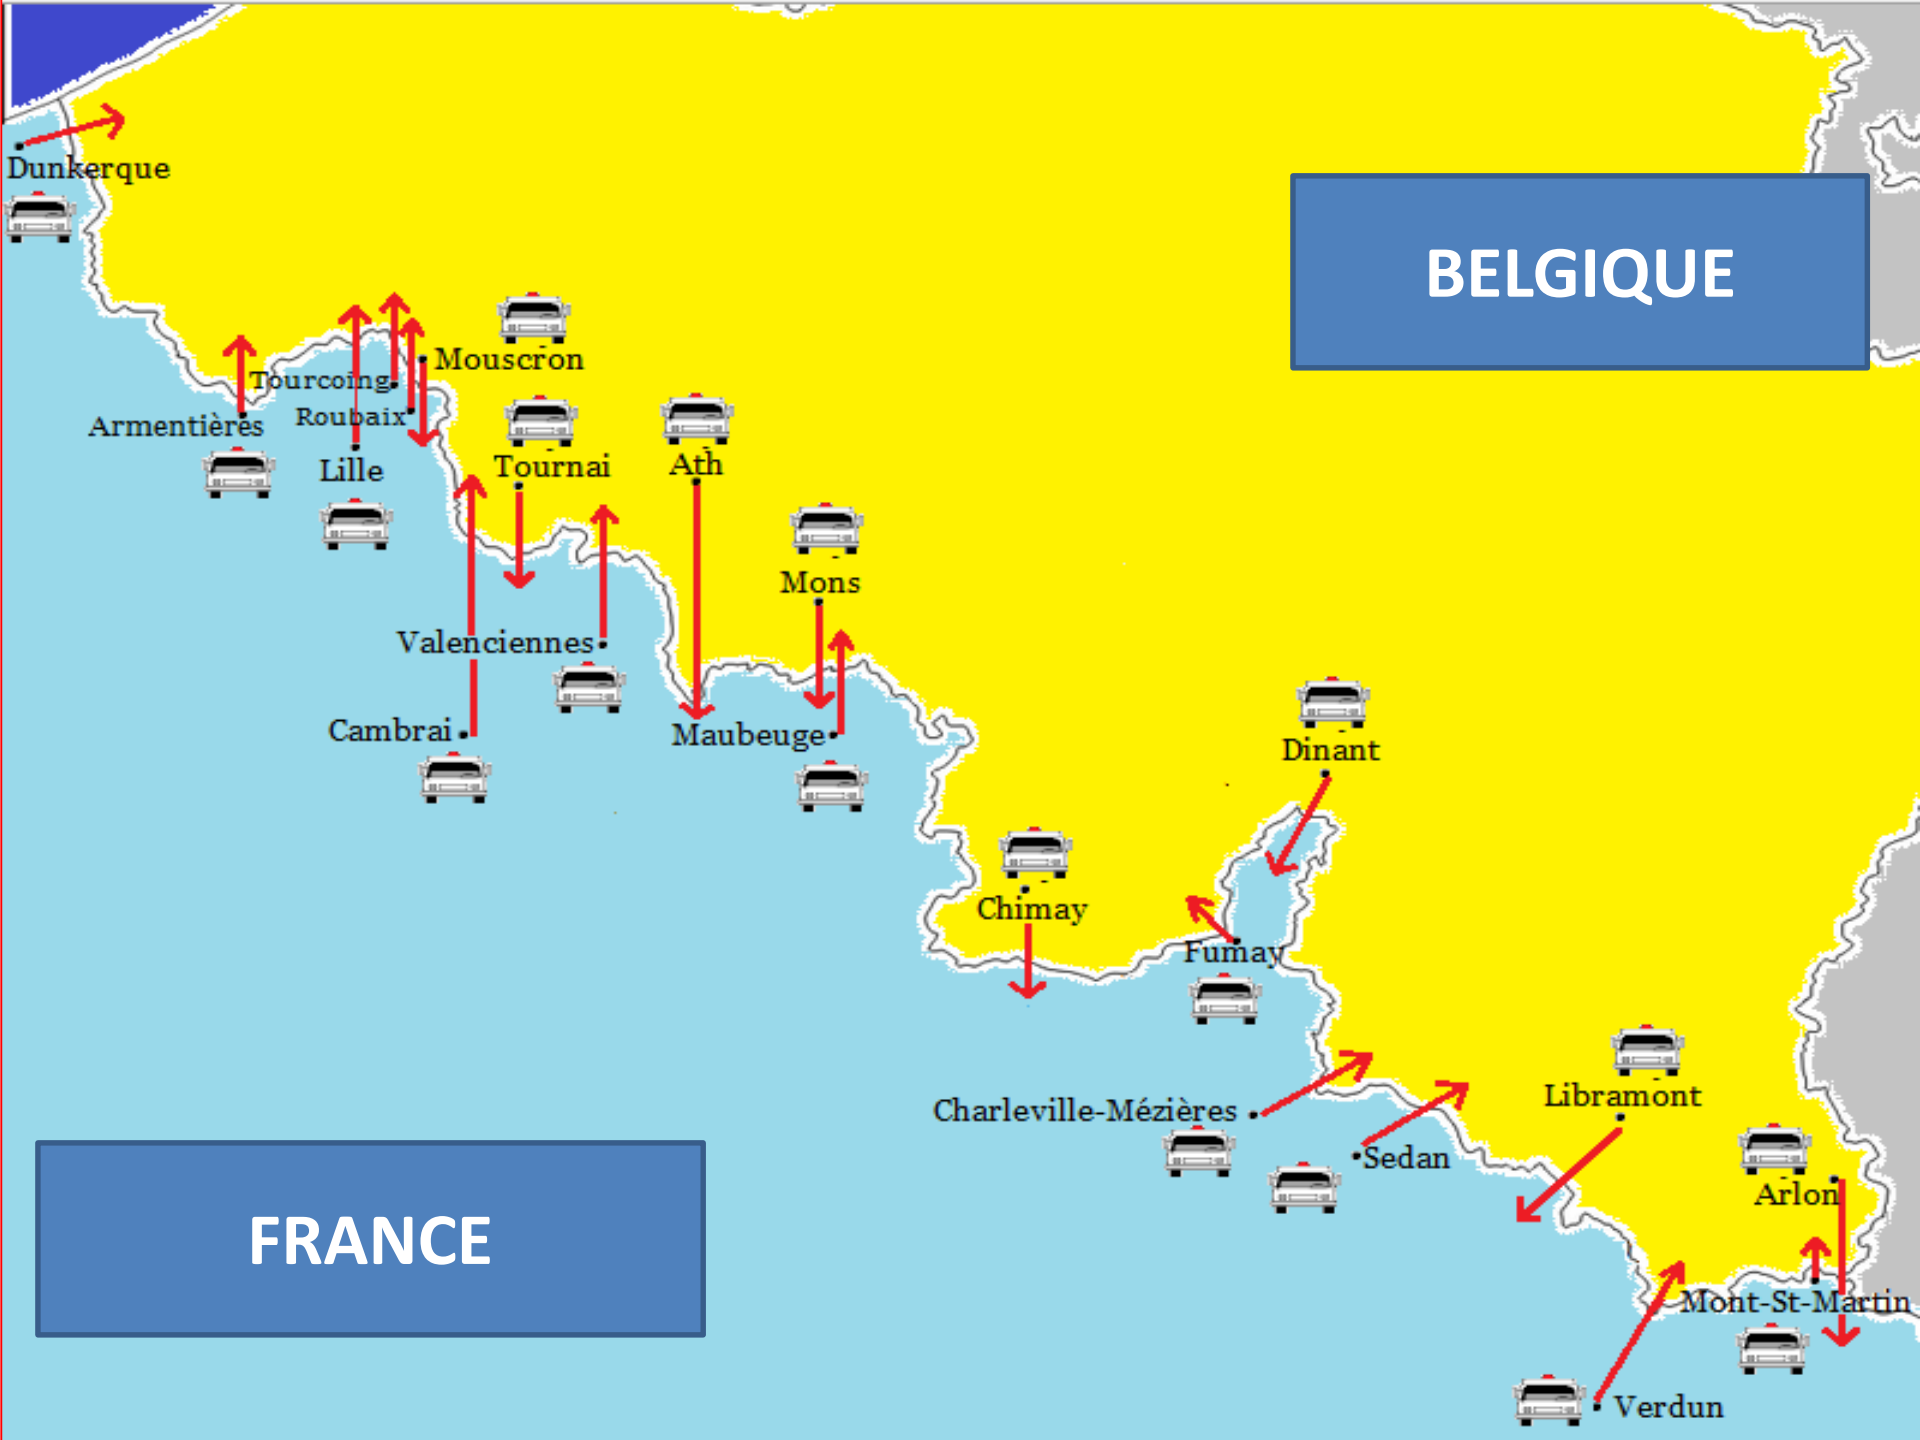 Dunkerque
BELGIQUE
Mouscron
Tourcoing
Roubaix
Armentières
Lille
Tournai
Ath
Mons
Valenciennes
Cambrai
Maubeuge
Dinant
Chimay
Fumay
Libramont
Charleville-Mézières
Sedan
Arlon
FRANCE
Mont-St-Martin
Verdun